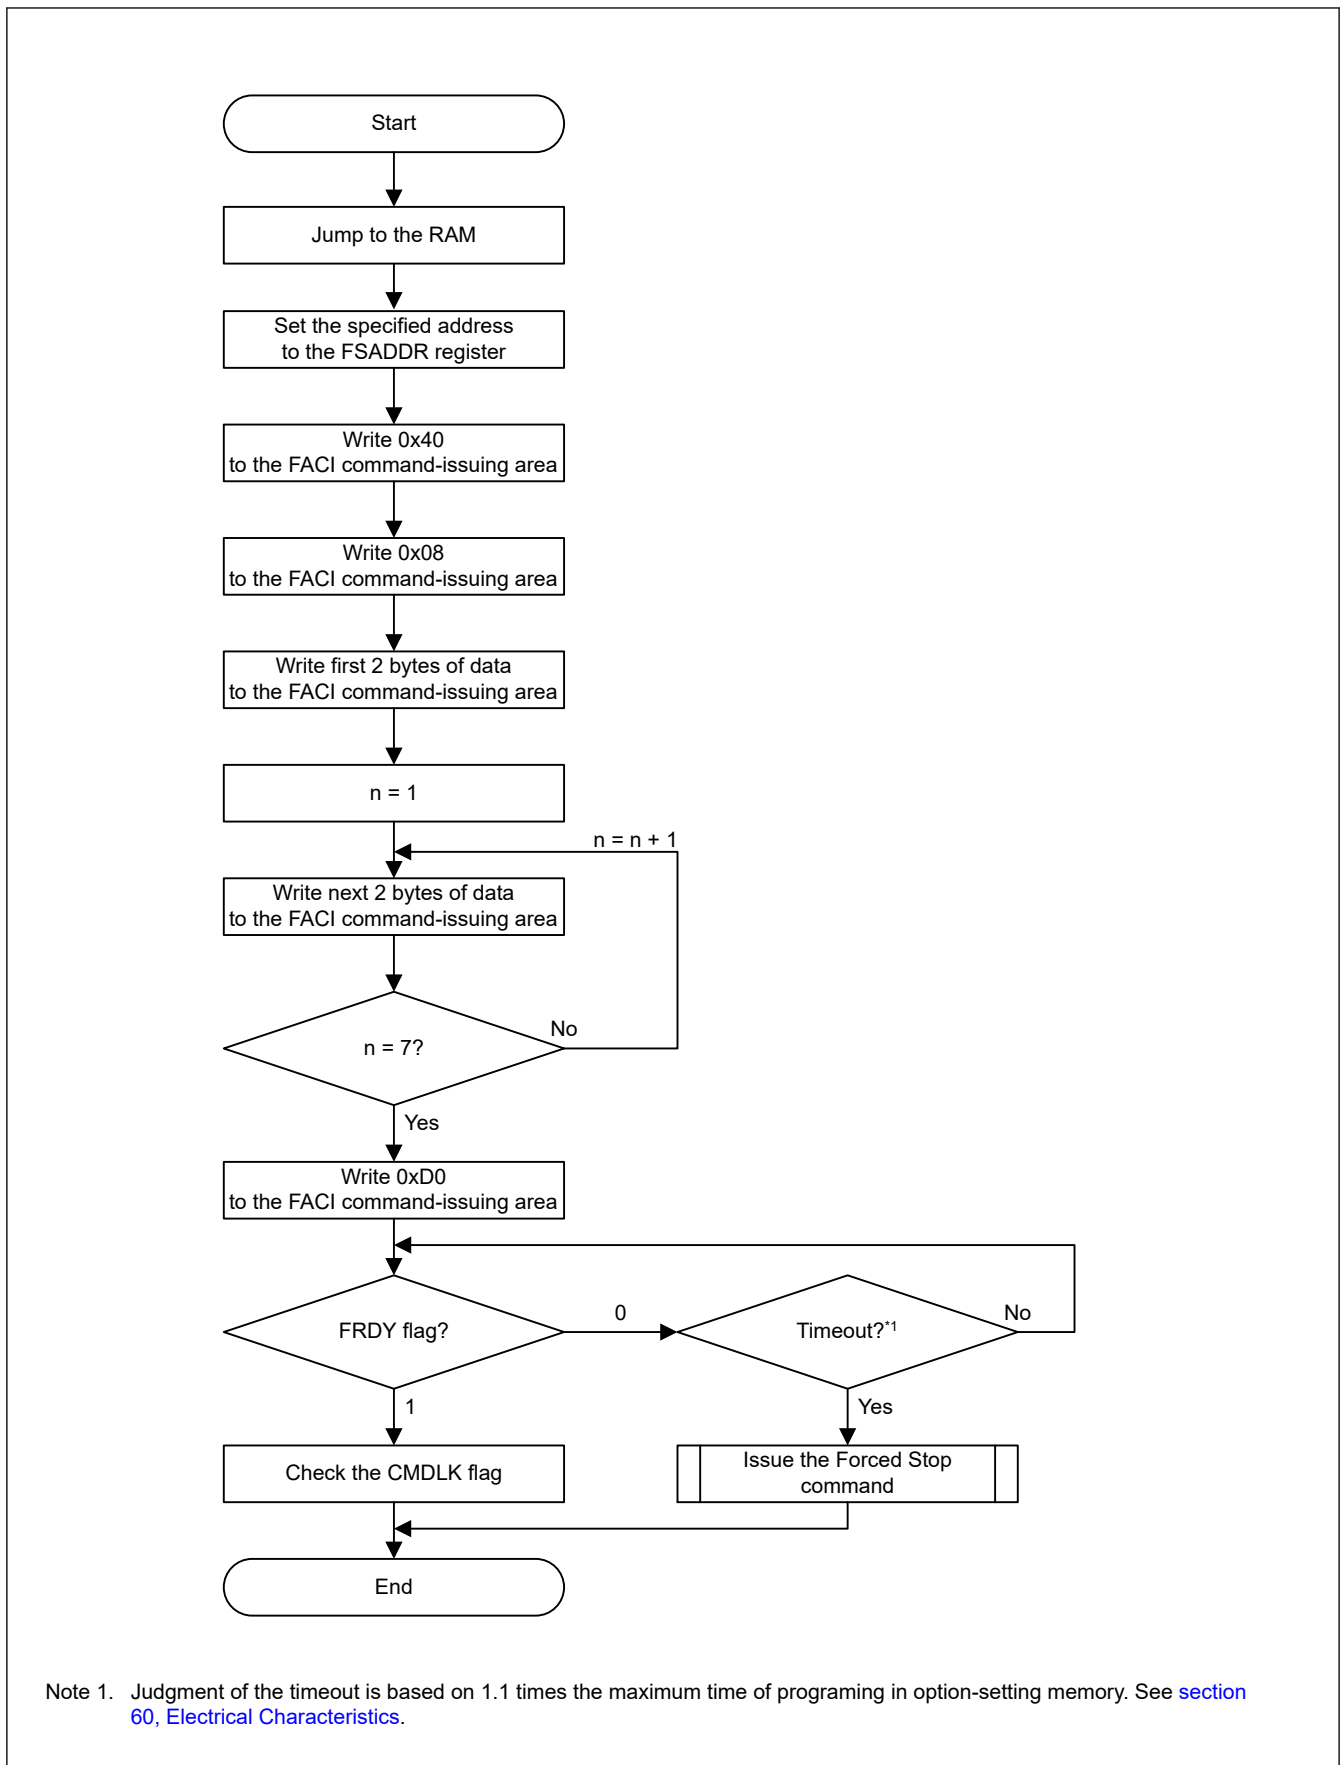 Start
Jump to the RAM
Set the specified address
to the FSADDR register
Write 0x40
to the FACI command-issuing area
Write 0x08
to the FACI command-issuing area
Write first 2 bytes of data
to the FACI command-issuing area
n = 1
n = n + 1
Write next 2 bytes of data
to the FACI command-issuing area
No
n = 7?
Yes
Write 0xD0
to the FACI command-issuing area
FRDY flag?
0
Timeout?*1
No
1
Yes
Check the CMDLK flag
Issue the Forced Stop
command
End
Note 1. Judgment of the timeout is based on 1.1 times the maximum time of programing in option-setting memory. See section
60, Electrical Characteristics.